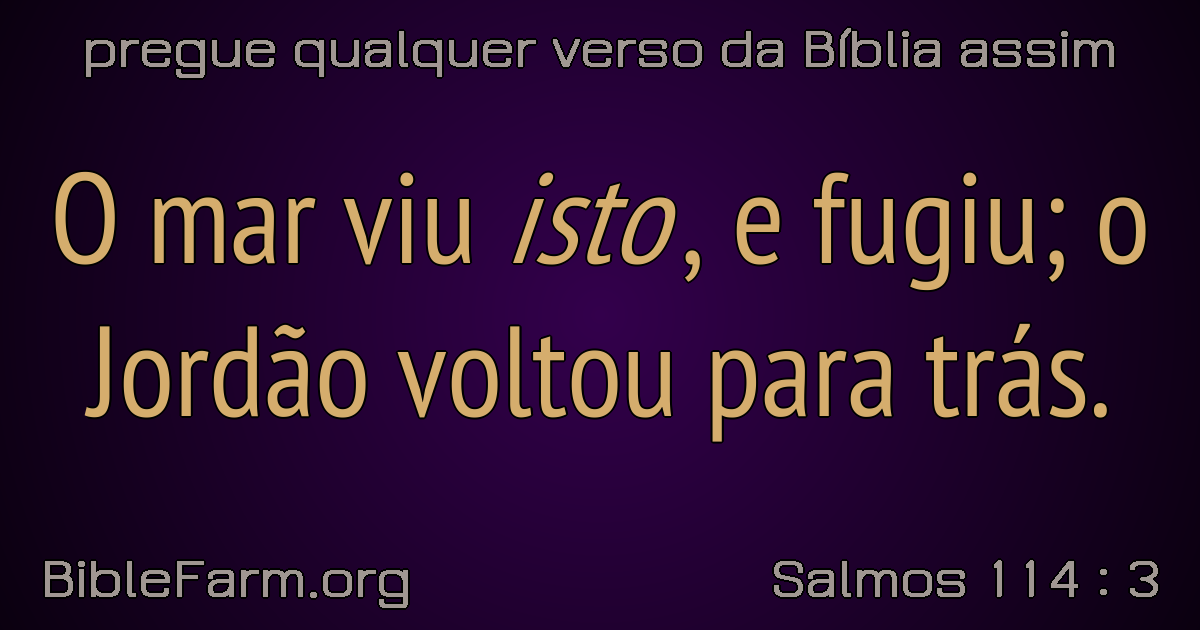 pregue qualquer verso da Bíblia assim
O mar viu isto, e fugiu; o
Jordão voltou para trás.
BibleFarm.org
Salmos 114 : 3